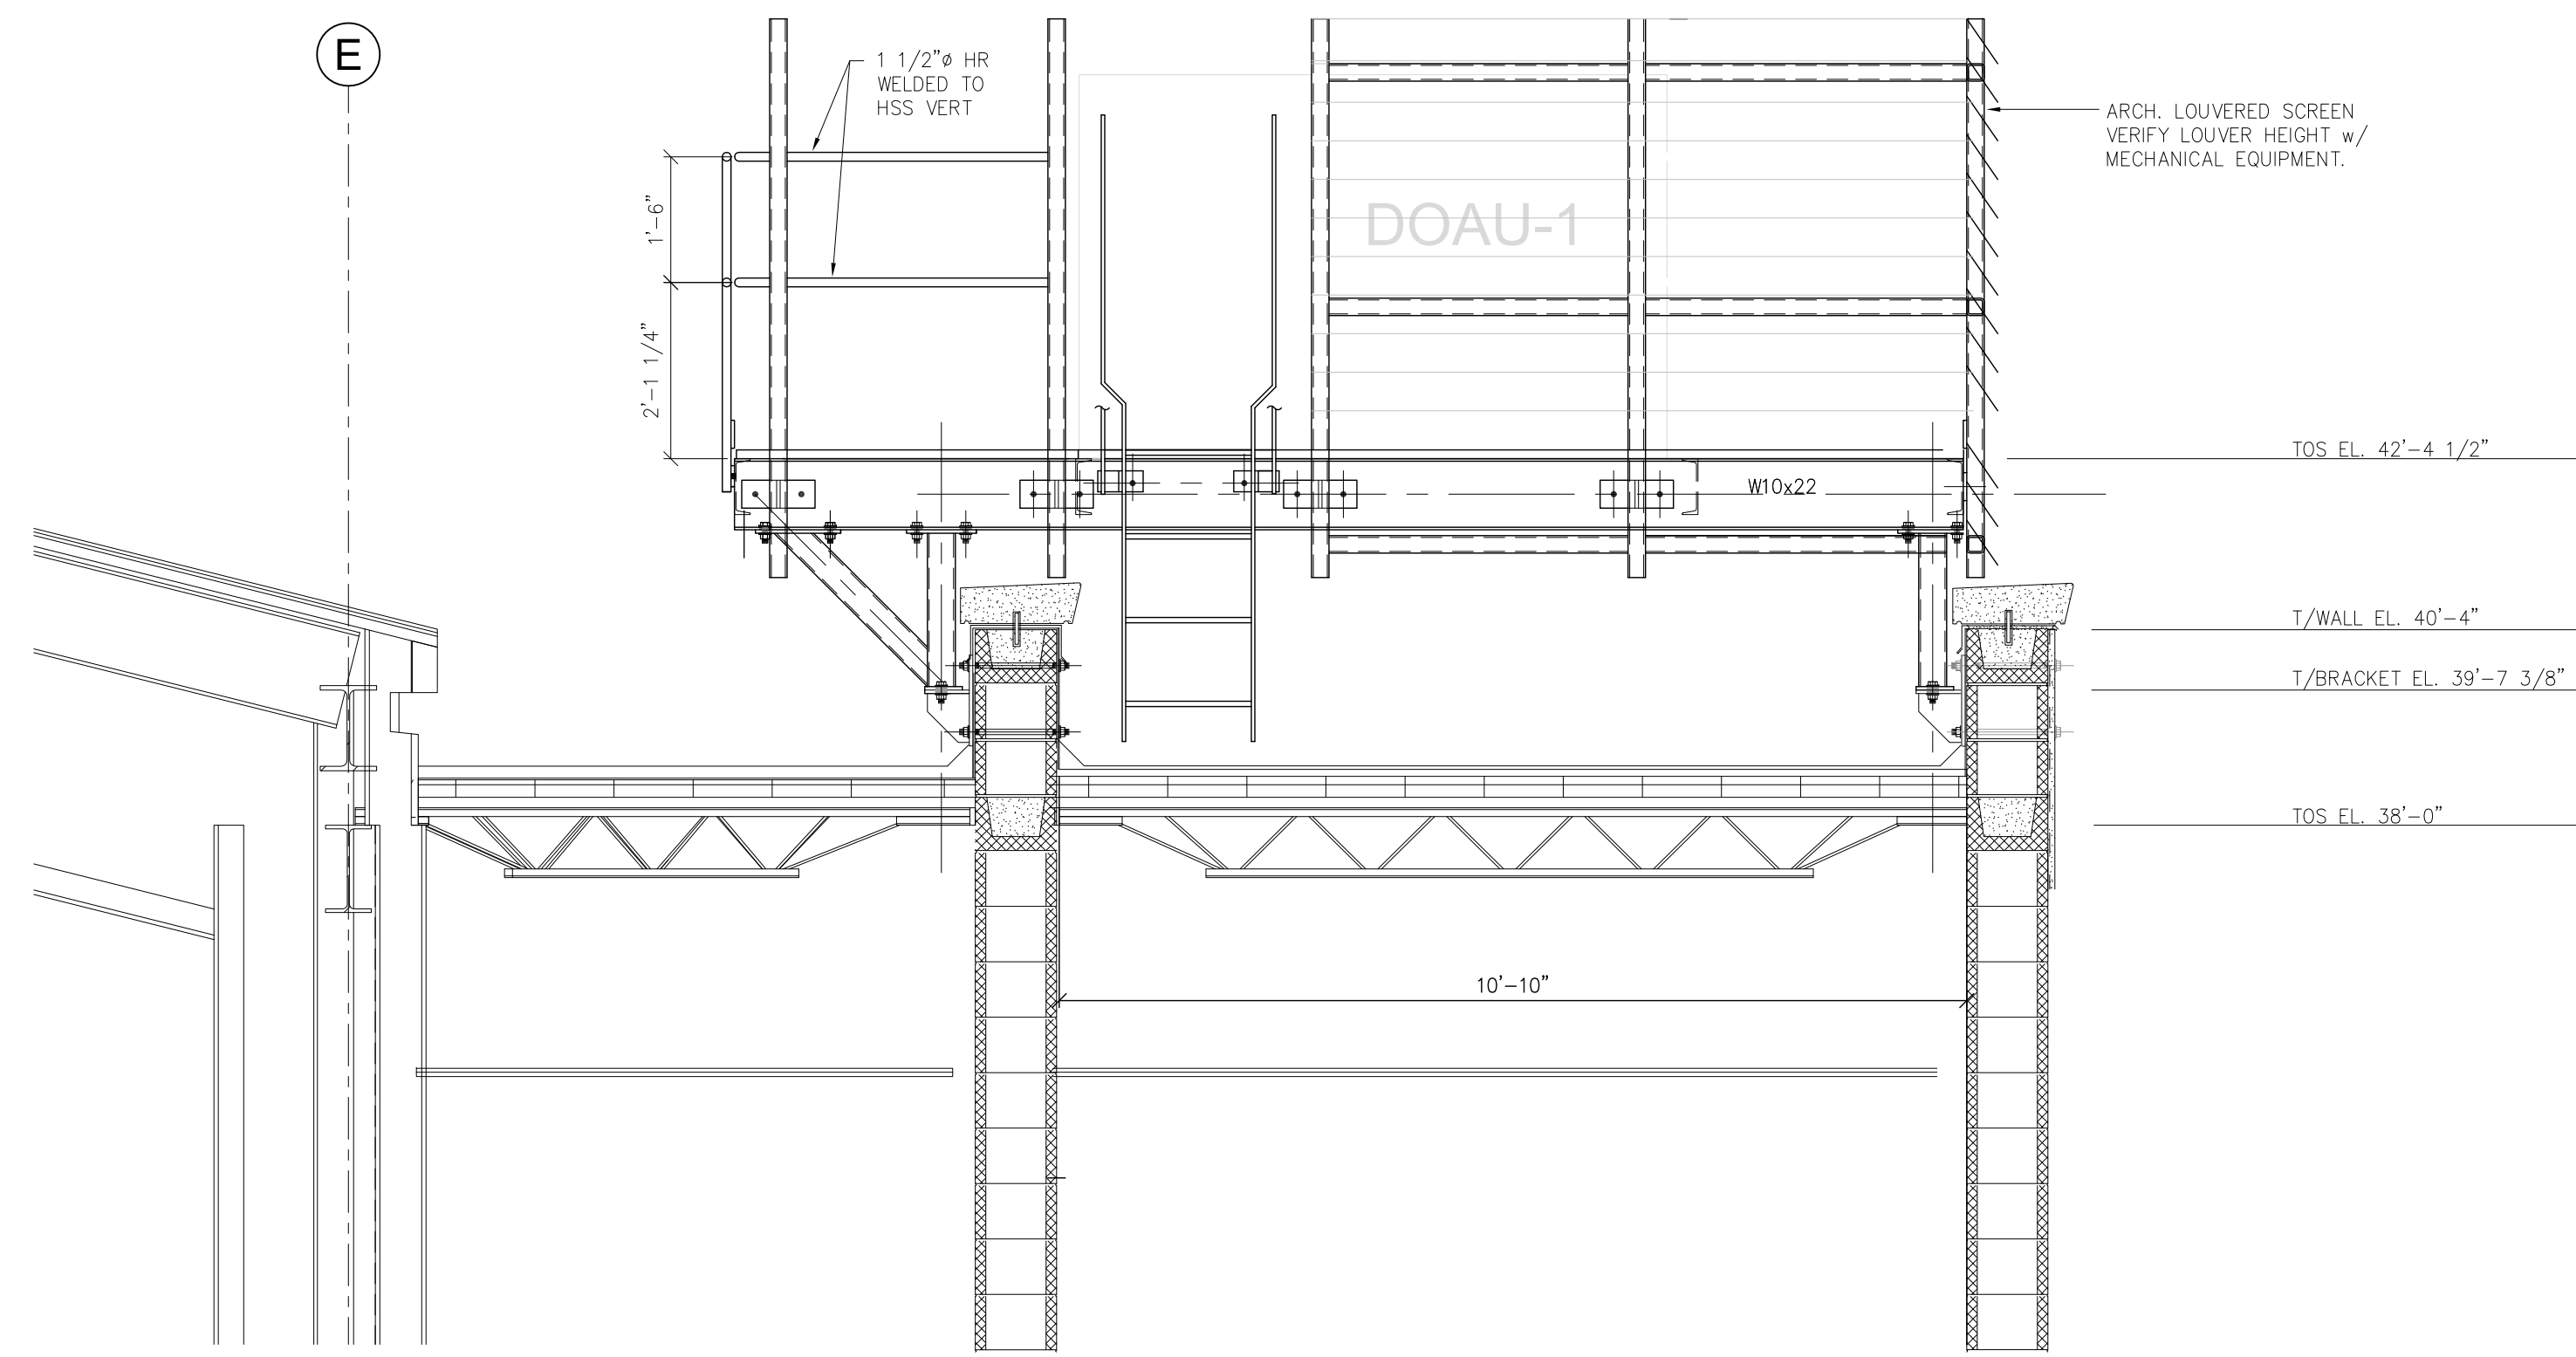 E
1 1/2"ø HR
WELDED TO
HSS VERT
ARCH. LOUVERED SCREEN
VERIFY LOUVER HEIGHT w/
MECHANICAL EQUIPMENT.
1'-6"
DOAU-1
2'-1 1/4"
TOS EL. 42'-4 1/2"
W10x22
T/WALL EL. 40'-4"
T/BRACKET EL. 39'-7 3/8"
TOS EL. 38'-0"
10'-10"